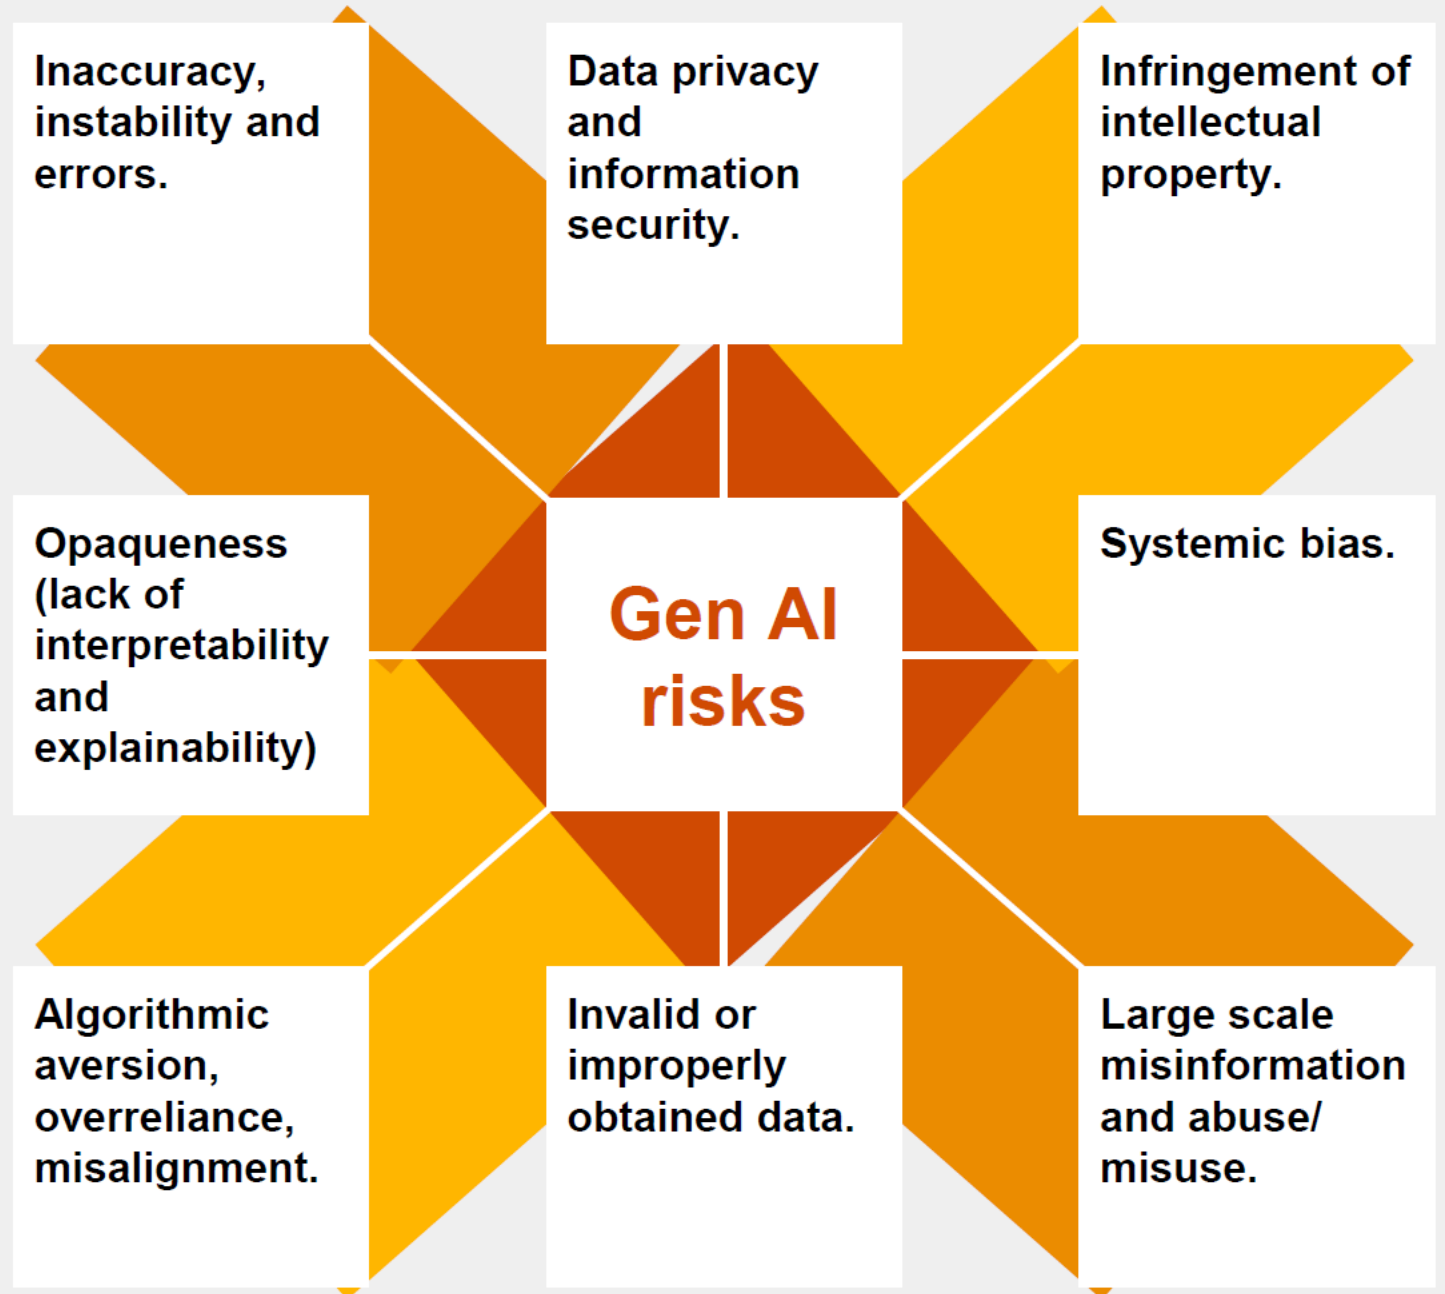 Inaccuracy,
instability and
errors.
Data privacy
and
information
security.
Infringement of
intellectual
property.
Opaqueness
(lack of
interpretability
and
explainability)
Gen AI
risks
Systemic bias.
Algorithmic
aversion,
overreliance,
misalignment.
Invalid or
improperly
obtained data.
Large scale
misinformation
and abuse/
misuse.